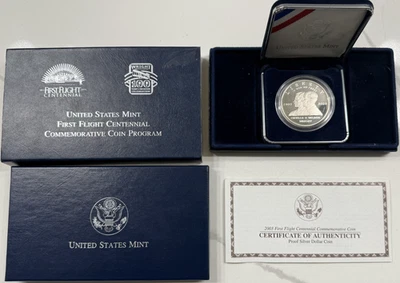 FIRST FLIGHT
CENTENNIAL
100
UNITED STATES MINT
FIRST FLIGHT CENTENNIAL
COMMEMORATIVE COIN PROGRAM
UNITED STATES MINT
2003 First Flight Centennial Commemorative Coin
CERTIFICATE OF AUTHENTICITY
Proof Silver Dollar Coin